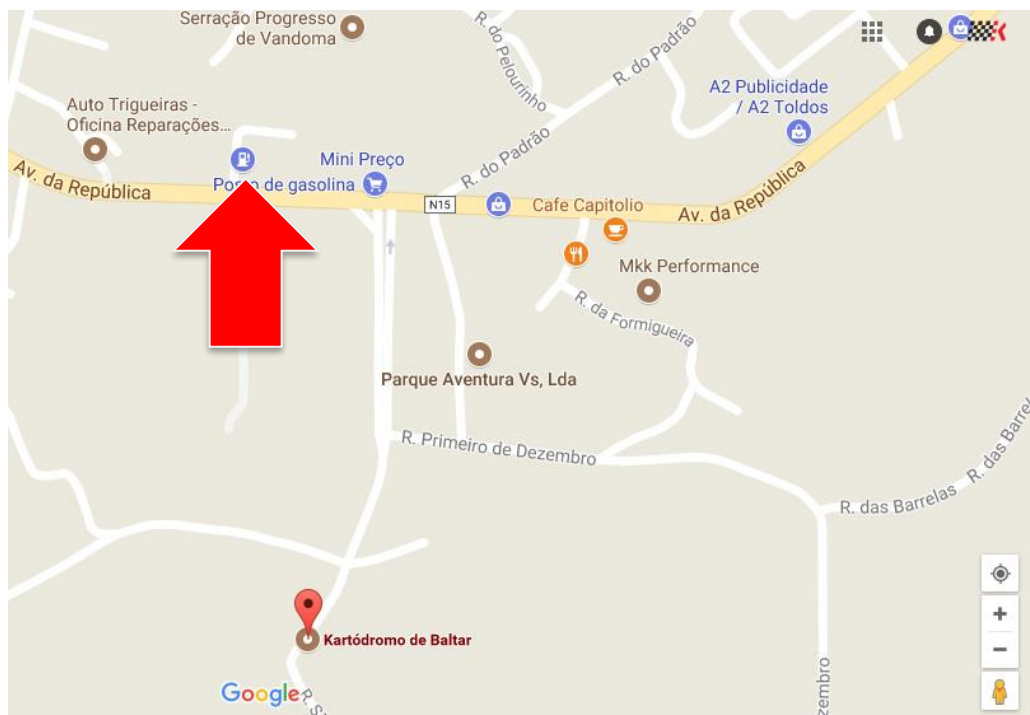 Serração Progresso
de Vandoma
R. do Pelourinho
R. do Padrão
A2 Publicidade
/ A2 Toldos
Auto Trigueiras -
Oficina Reparações...
Mini Preço
R. do Padrão
Av. da República
Posto de gasolina
N15
Cafe Capitolio
Av. da República
Mkk Performance
R. da Formigueira
Parque Aventura Vs, Lda
R. Primeiro de Dezembro
R. das Barrelas
R. das
Kartódromo de Baltar
Google
R.